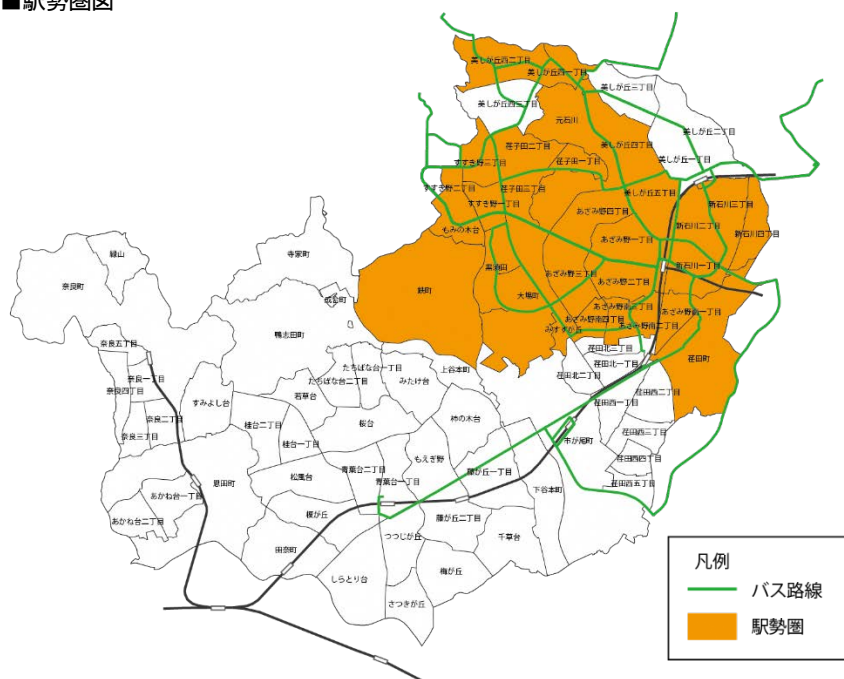 ■駅勢圏図
美しが丘西二丁目
美しが丘西一丁目
美しが丘西三丁目
美しが丘三丁目
美しが丘二丁目
美しが丘一丁目
元石川
美しが丘四丁目
荏子田二丁目
荏子田一丁目
すすき野三丁目
すすき野二丁目
荏子田三丁目
すすき野一丁目
美しが丘五丁目
新石川三丁目
もみの木台
あざみ野四丁目
新石川二丁目
新石川四丁目
あざみ野一丁目
寺家町
緑山
奈良町
成合町
鉄町
黒須田
大場町
あざみ野三丁目
あざみ野二丁目
新石川一丁目
あざみ野南三丁目
あざみ野南四丁目
あざみ野南一丁目
みすずが丘
あざみ野南二丁目
鴨志田町
荏田北三丁目
荏田北一丁目
荏田町
荏田北二丁目
奈良五丁目
奈良一丁目
奈良四丁目
奈良二丁目
奈良三丁目
たちばな台一丁目
たちばな台二丁目
みたけ台
上谷本町
すみよし台
若草台
荏田西二丁目
荏田西一丁目
桂台二丁目
桜台
柿の木台
荏田西三丁目
桂台一丁目
市が尾町
もえぎ野
荏田西四丁目
青葉台二丁目
藤が丘一丁目
恩田町
松風台
青葉台一丁目
荏田西五丁目
下谷本町
あかね台一丁目
榎が丘
あかね台二丁目
藤が丘二丁目
つつじが丘
千草台
田奈町
しらとり台
梅が丘
さつきが丘
凡例
バス路線
駅勢圏